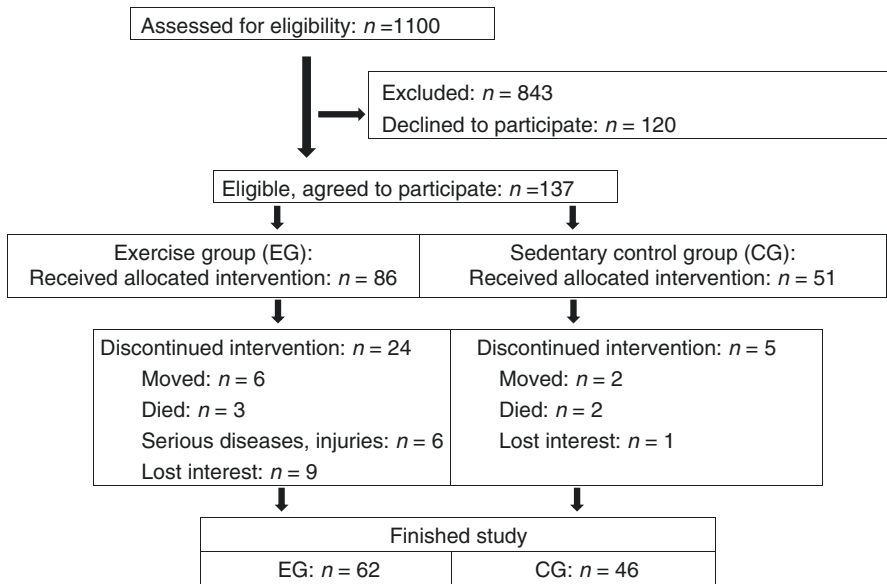 Assessed for eligibility: n =1100
Excluded: n = 843
Declined to participate: n = 120
Eligible, agreed to participate: n =137
Exercise group (EG):
Received allocated intervention: n = 86
Sedentary control group (CG):
Received allocated intervention: n = 51
Discontinued intervention: n = 24
Moved: n = 6
Died: n = 3
Serious diseases, injuries: n = 6
Lost interest: n = 9
Discontinued intervention: n = 5
Moved: n = 2
Died: n = 2
Lost interest: n = 1
Finished study
EG: n = 62
CG: n = 46